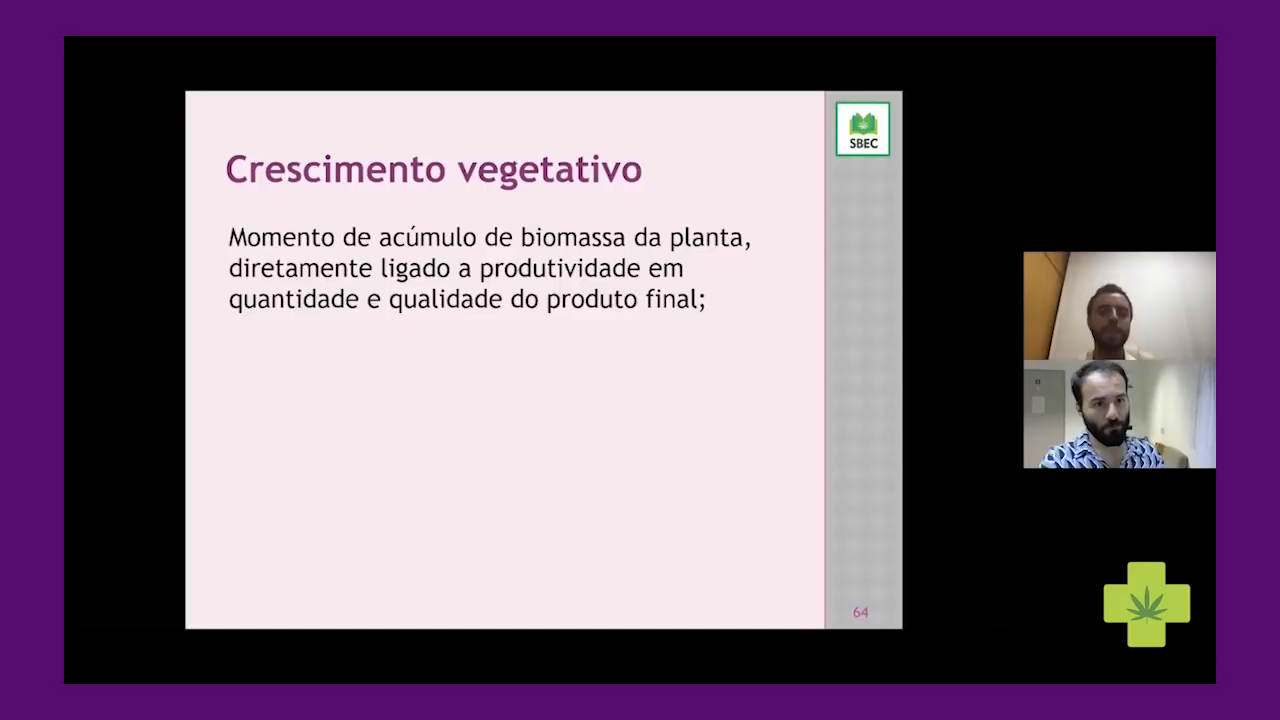 Crescimento vegetativo
Momento de acúmulo de biomassa da planta,
diretamente ligado a produtividade em
quantidade e qualidade do produto final;
SBEC
64